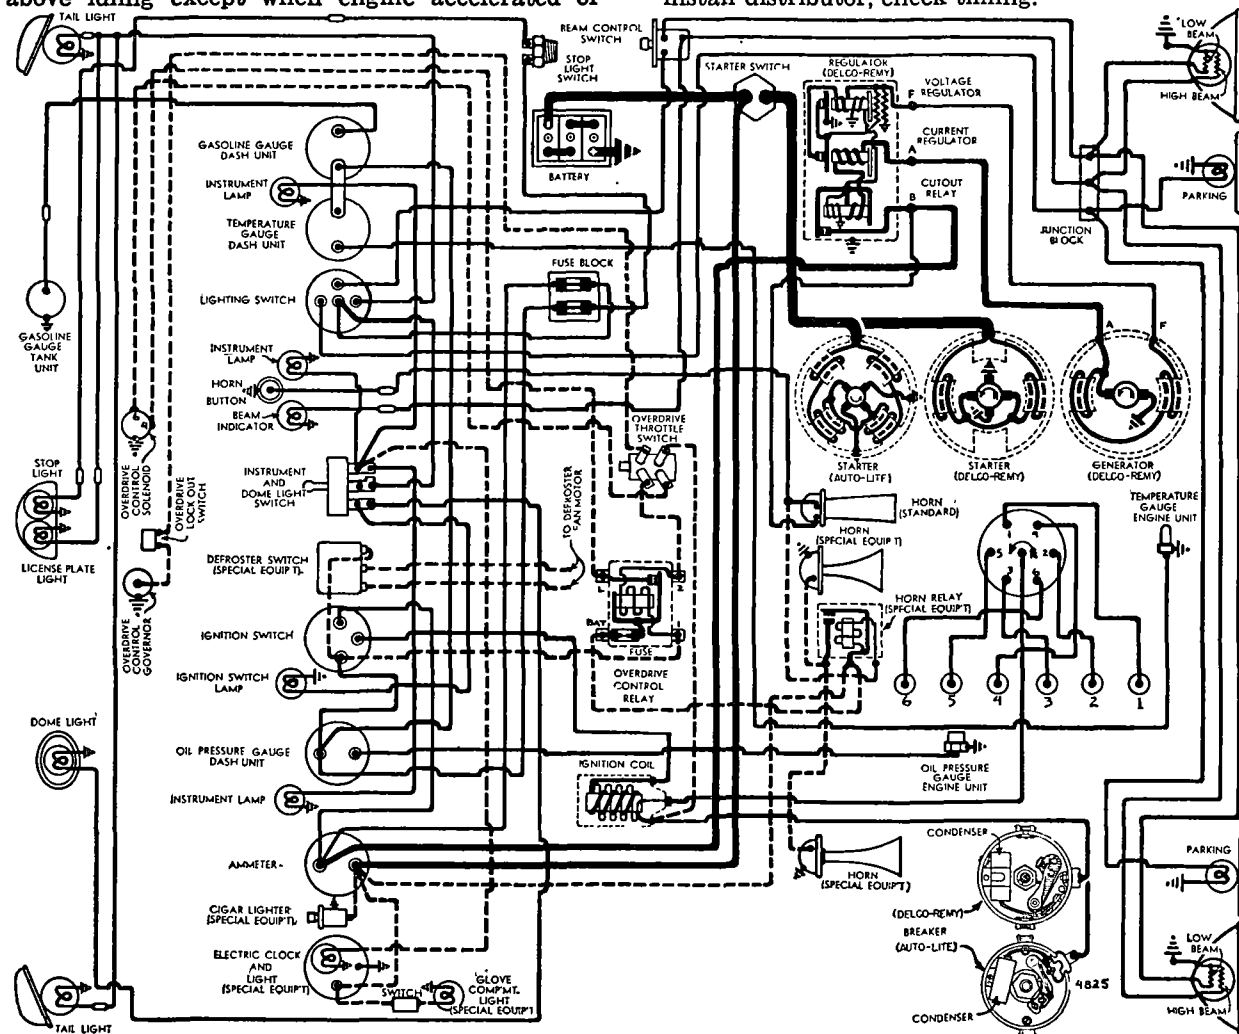 above idling except when engine accelerated or
install distributor, check timing.
TAIL LIGHT
BEAM CONTROL
SWITCH
STOP
LIGHT
SWITCH
STARTER SWITCH
REGULATOR
(DELCO-REMY)
VOLTAGE
REGULATOR
F
CURRENT
REGULATOR
A
CUTOUT
RELAY
B
LOW
BEAM
HIGH BEAM
PARKING
JUNCTION
BLOCK
BATTERY
GASOLINE GAUGE
DASH UNIT
INSTRUMENT
LAMP
TEMPERATURE
GAUGE
DASH UNIT
FUSE BLOCK
LIGHTING SWITCH
GASOLINE
GAUGE
TANK
UNIT
INSTRUMENT
LAMP
HORN
BUTTON
BEAM
INDICATOR
OVERDRIVE
THROTTLE
SWITCH
A
F
STARTER
(AUTO-LITE)
STARTER
(DELCO-REMY)
GENERATOR
(DELCO-REMY)
STOP
LIGHT
OVERDRIVE
CONTROL
SOLENOID
OVERDRIVE
LOCK OUT
SWITCH
INSTRUMENT
AND
DOME LIGHT
SWITCH
TO DEFROSTER
FAN MOTOR
HORN
(STANDARD)
HORN
(SPECIAL EQUIP'T)
TEMPERATURE
GAUGE
ENGINE UNIT
LICENSE PLATE
LIGHT
DEFROSTER SWITCH
(SPECIAL EQUIP'T)
HORN RELAY
(SPECIAL EQUIP'T)
OVERDRIVE
CONTROL
GOVERNOR
IGNITION SWITCH
BAT
FUSE
OVERDRIVE
CONTROL
RELAY
IGNITION SWITCH
LAMP
6 5 4 3 2 1
DOME LIGHT
OIL PRESSURE GAUGE
DASH UNIT
IGNITION COIL
OIL PRESSURE
GAUGE
ENGINE UNIT
INSTRUMENT LAMP
CONDENSER
AMMETER
HORN
(SPECIAL EQUIP'T)
PARKING
CIGAR LIGHTER
(SPECIAL EQUIP'T)
(DELCO-REMY)
BREAKER
(AUTO-LITE)
ELECTRIC CLOCK
AND
LIGHT
(SPECIAL EQUIP'T)
SWITCH
GLOVE
COMP'MT.
LIGHT
(SPECIAL EQUIP'T
LOW
BEAM
HIGH BEAM
4825
CONDENSER
TAIL LIGHT